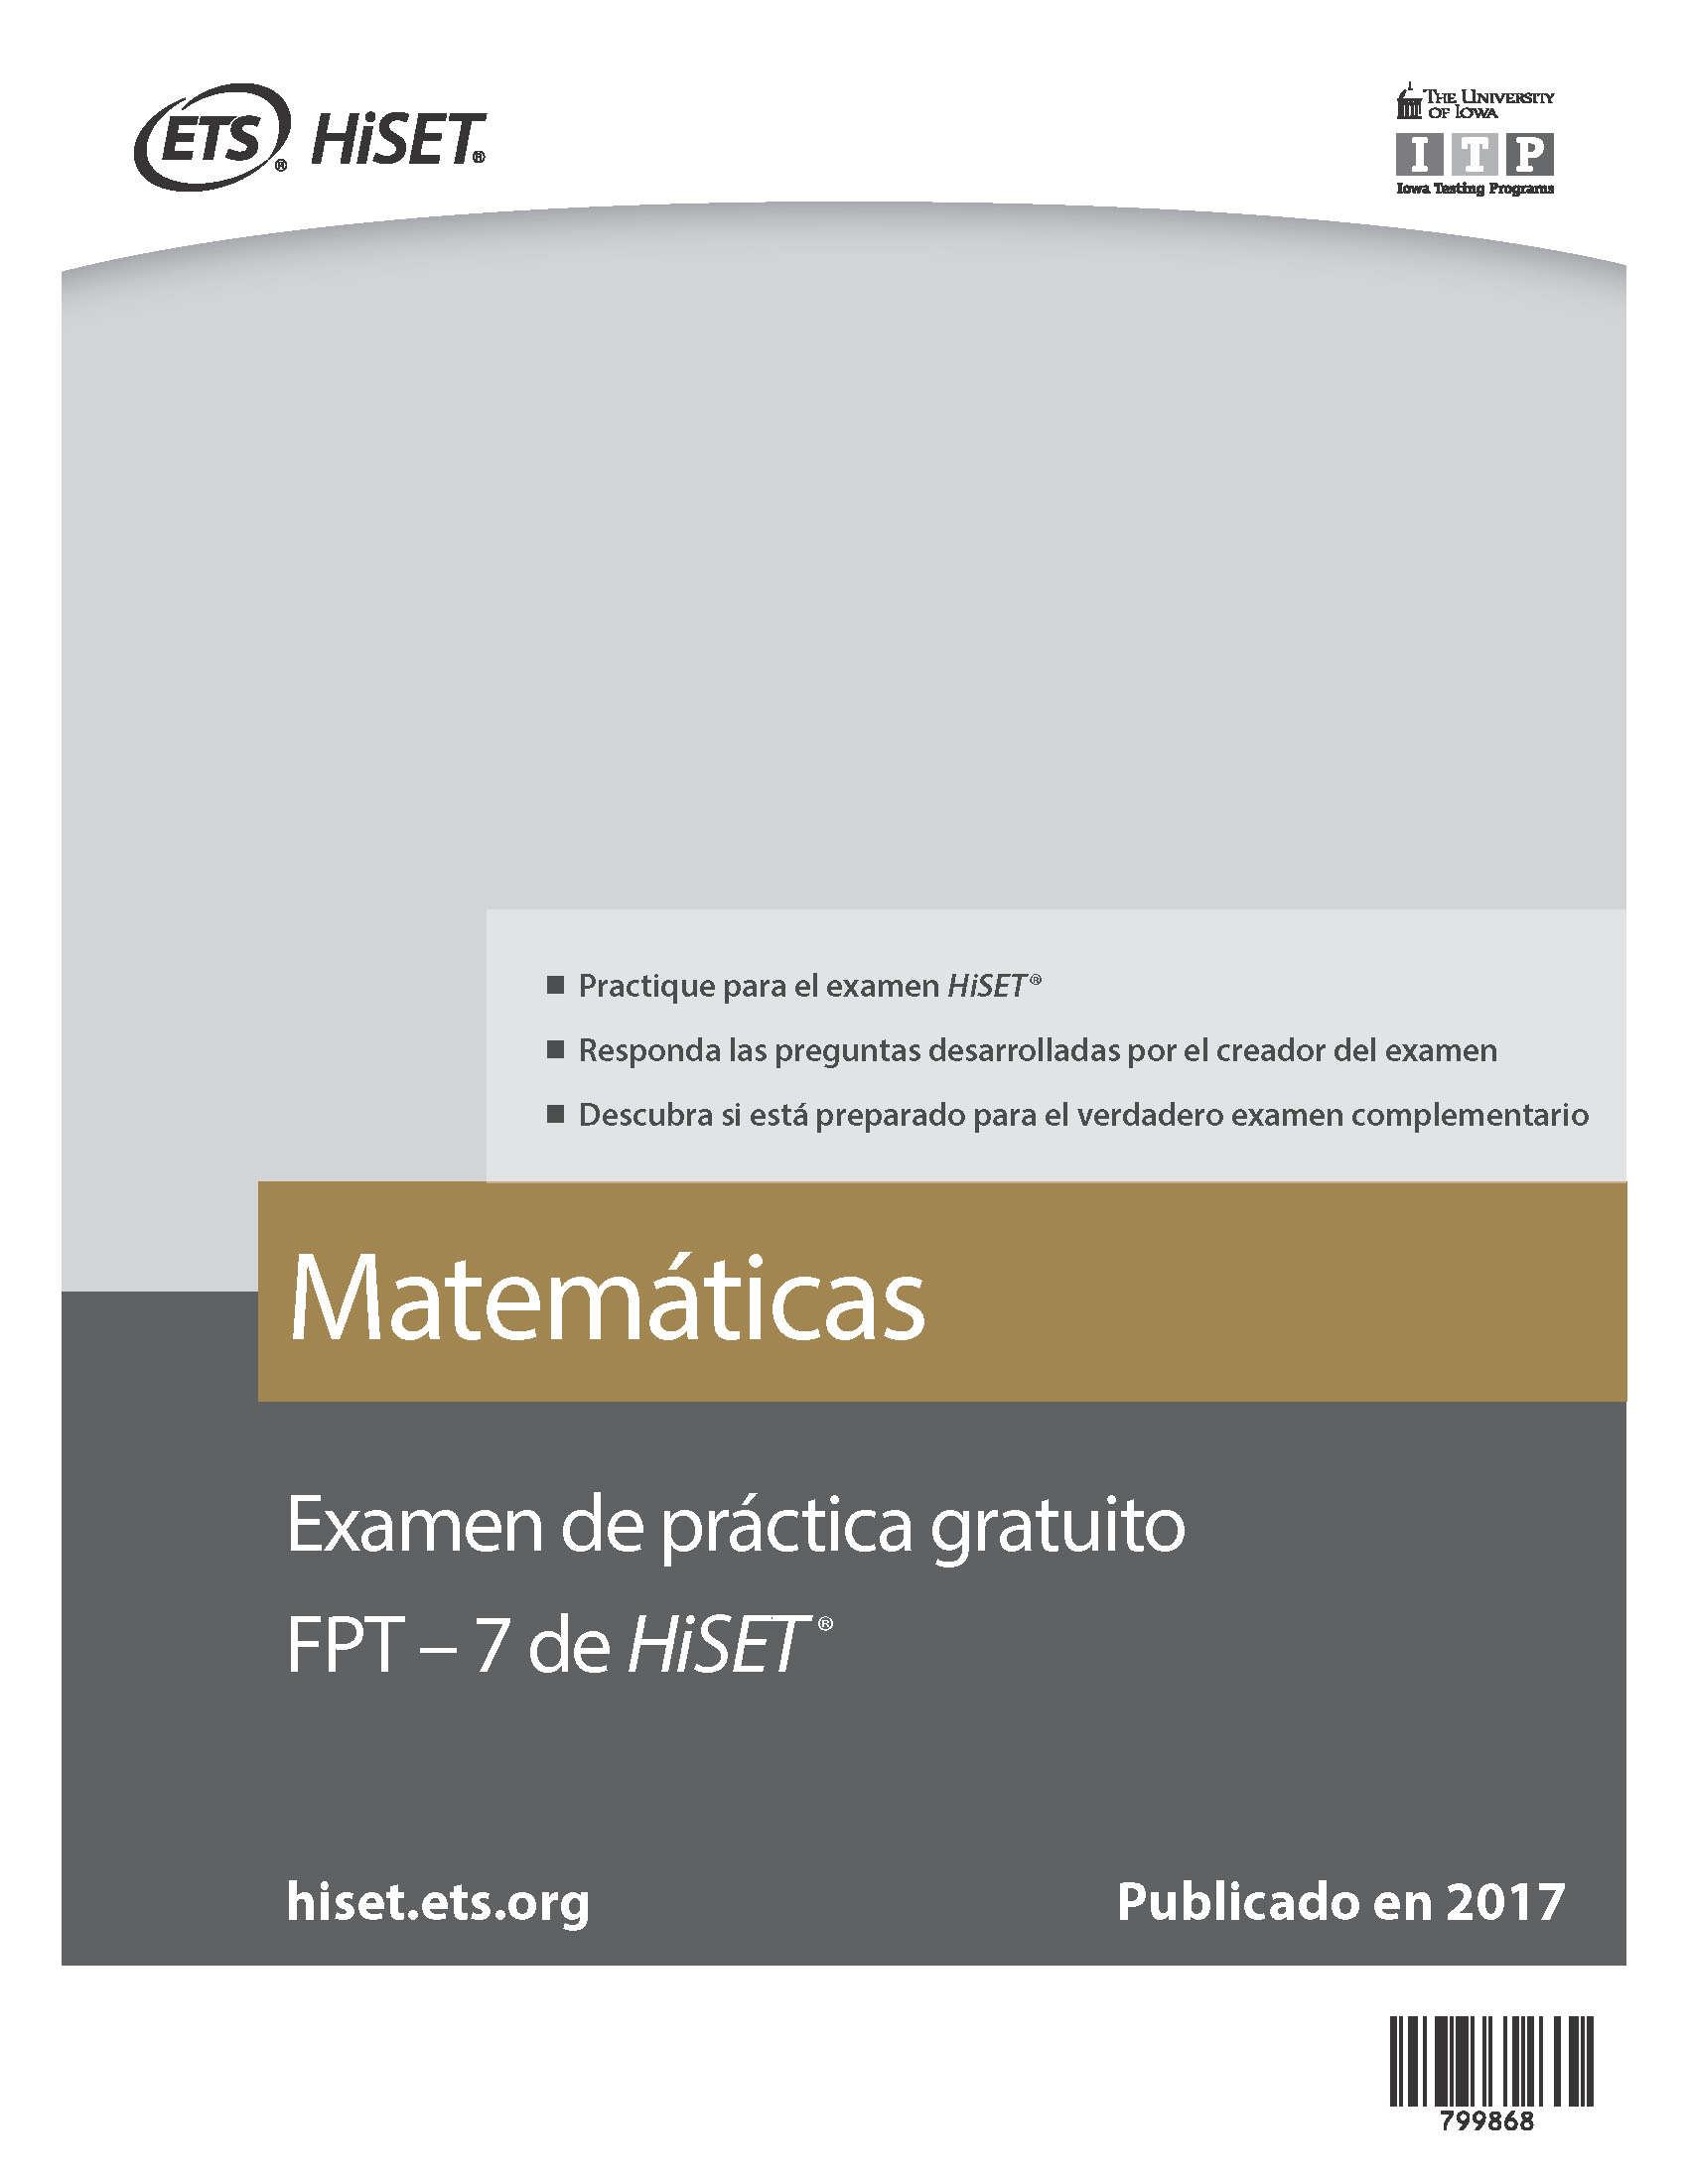 ETS® HiSET®
THE UNIVERSITY
OF IOWA
ITP
Iowa Testing Programs
■ Practique para el examen HiSET®
■ Responda las preguntas desarrolladas por el creador del examen
■ Descubra si está preparado para el verdadero examen complementario
Matemáticas
Examen de práctica gratuito
FPT – 7 de HiSET®
hiset.ets.org
Publicado en 2017
799868